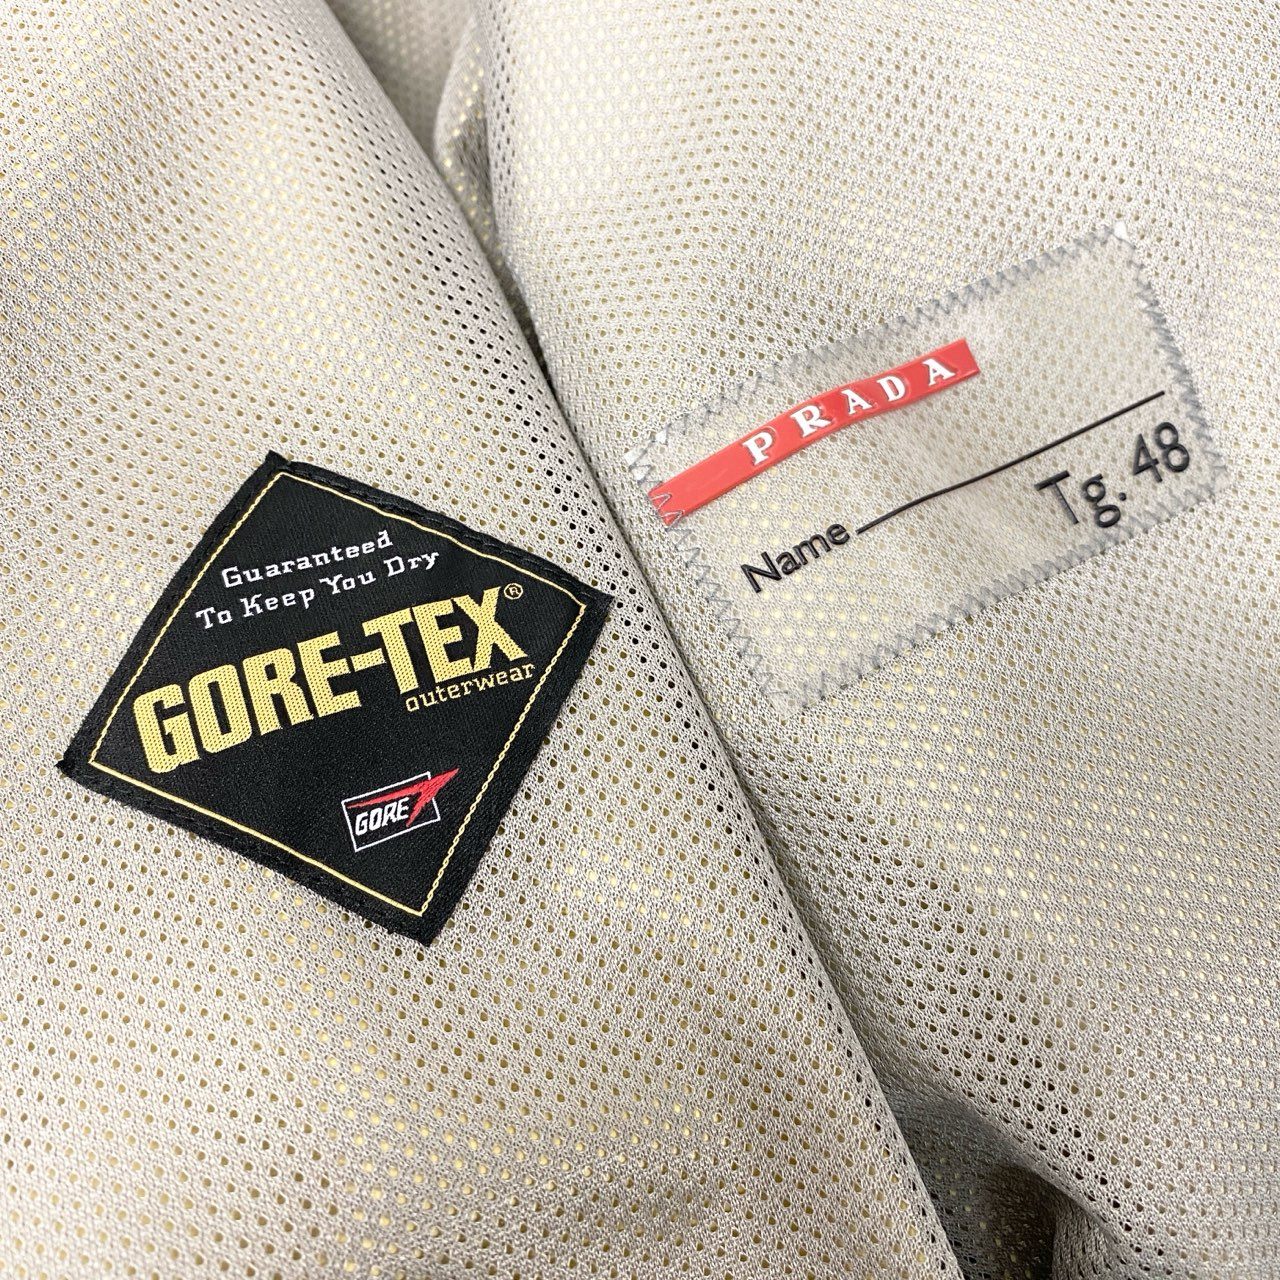 Guaranteed
To Keep You Dry
GORE-TEX®
outerwear
GORE
PRADA
Name
Tg. 48